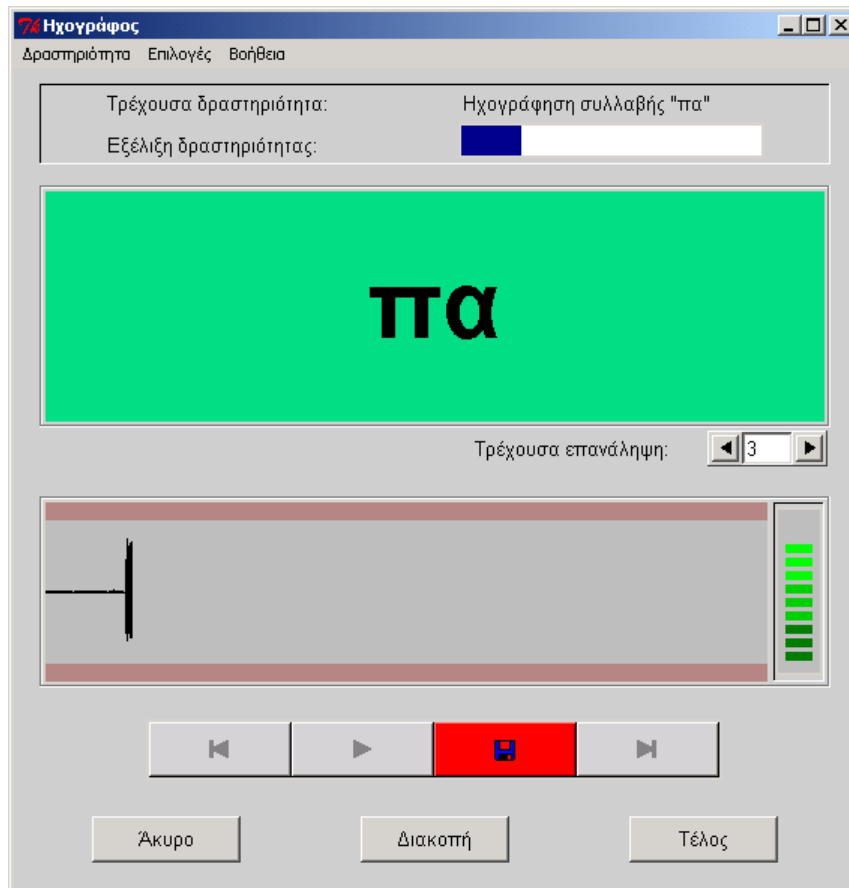 Ηχογράφος
Δραστηριότητα Επιλογές Βοήθεια
Τρέχουσα δραστηριότητα: Ηχογράφηση συλλαβής "πα"
Εξέλιξη δραστηριότητας:
πα
Τρέχουσα επανάληψη: 3
Άκυρο Διακοπή Τέλος